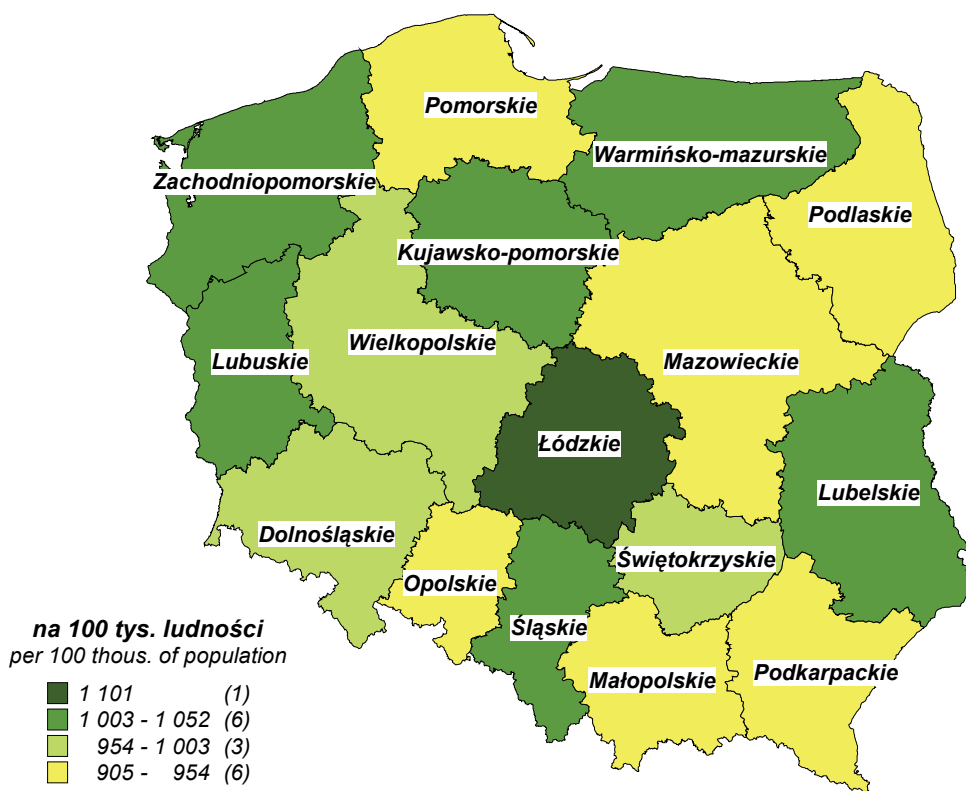 Pomorskie
Warmińsko-mazurskie
Zachodniopomorskie
Podlaskie
Kujawsko-pomorskie
Wielkopolskie
Lubuskie
Mazowieckie
Łódzkie
Lubelskie
Dolnośląskie
Świętokrzyskie
Opolskie
Śląskie
Małopolskie
Podkarpackie
na 100 tys. ludności
per 100 thous. of population
1 101 (1)
1 003 - 1 052 (6)
954 - 1 003 (3)
905 - 954 (6)